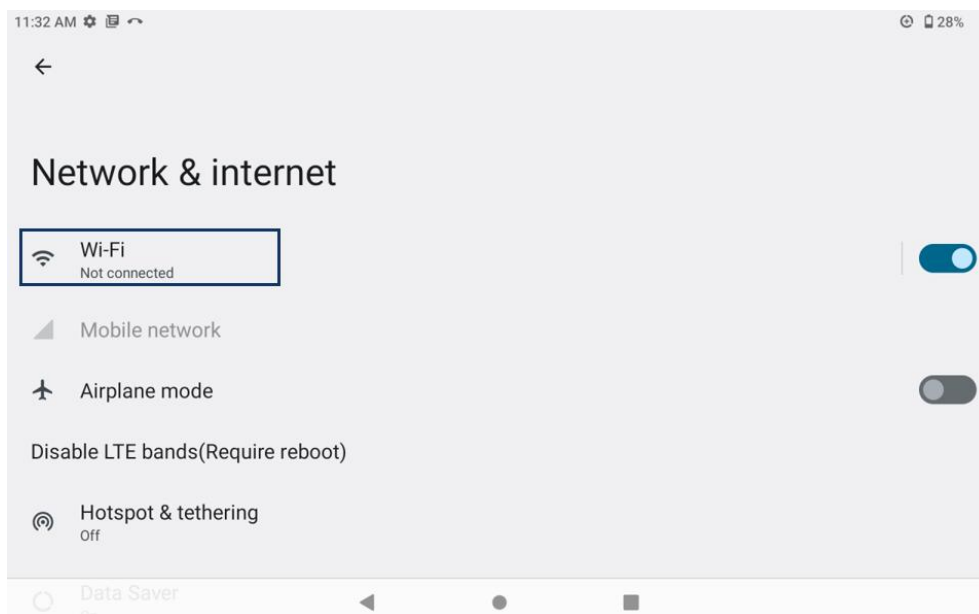 11:32 AM 28%
Network & internet
Wi-Fi
Not connected
Mobile network
Airplane mode
Disable LTE bands(Require reboot)
Hotspot & tethering
Off
Data Saver